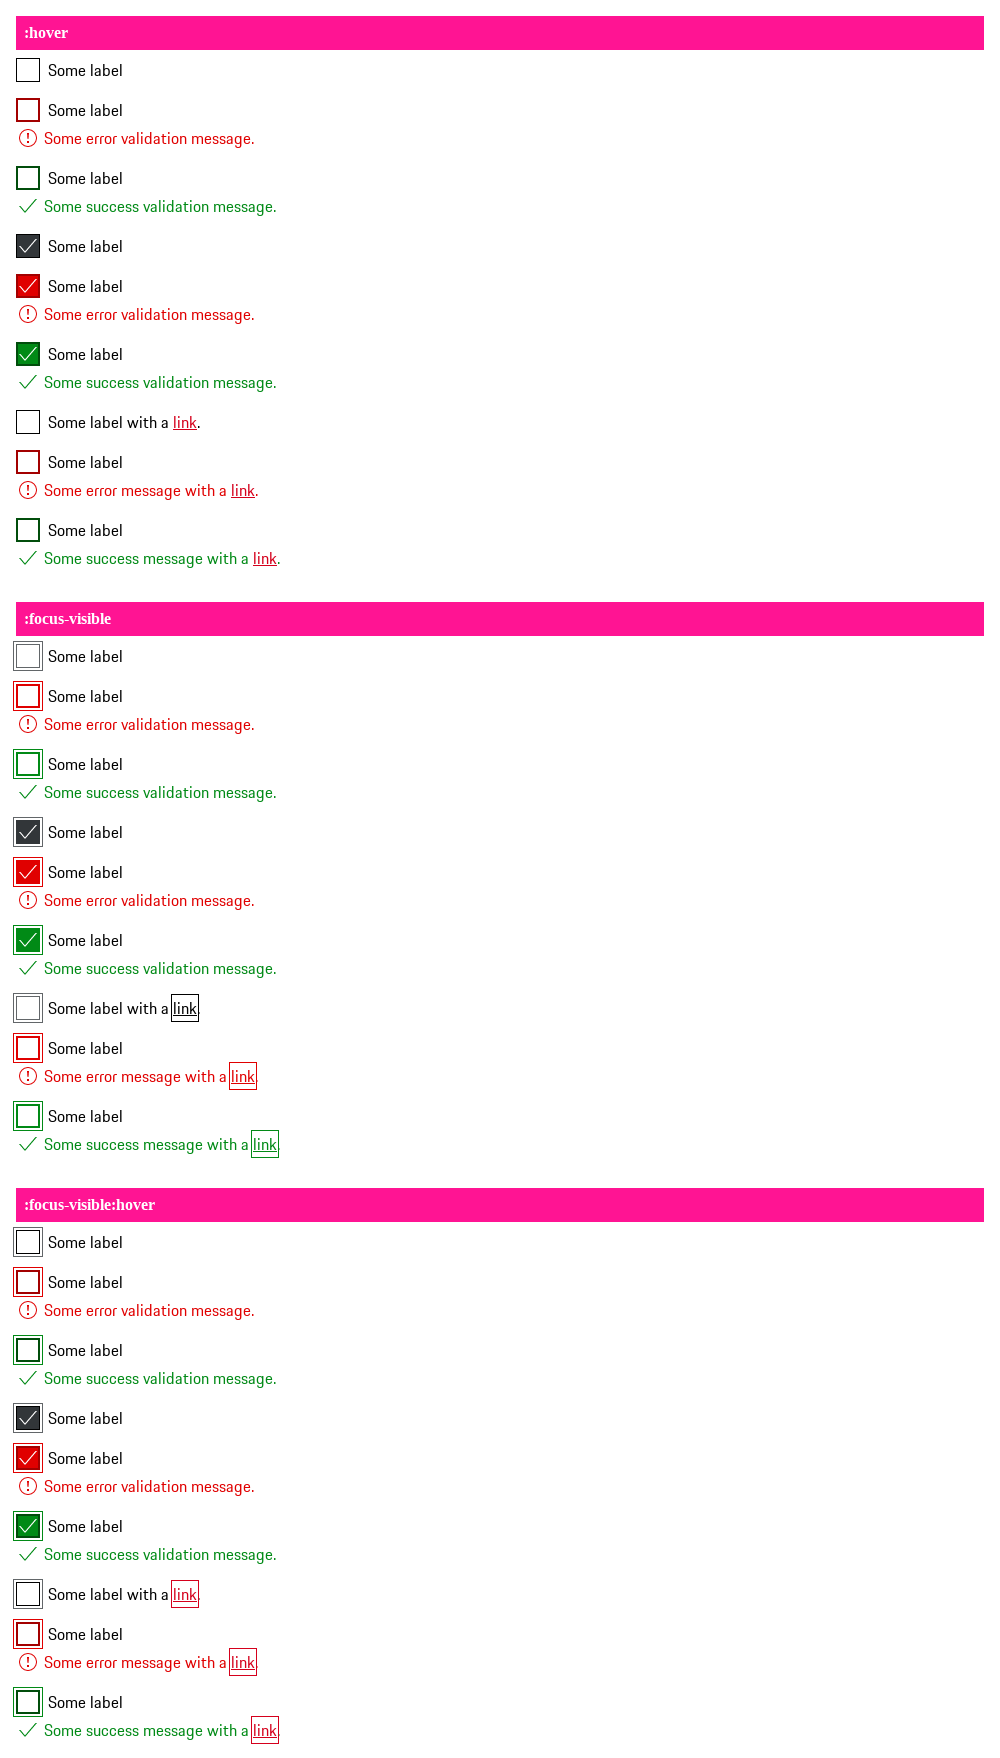 :hover
Some label
Some label
Some error validation message.
Some label
Some success validation message.
Some label
Some label
Some error validation message.
Some label
Some success validation message.
Some label with a link.
Some label
Some error message with a link.
Some label
Some success message with a link.
:focus-visible
Some label
Some label
Some error validation message.
Some label
Some success validation message.
Some label
Some label
Some error validation message.
Some label
Some success validation message.
Some label with a link.
Some label
Some error message with a link.
Some label
Some success message with a link.
:focus-visible:hover
Some label
Some label
Some error validation message.
Some label
Some success validation message.
Some label
Some label
Some error validation message.
Some label
Some success validation message.
Some label with a link.
Some label
Some error message with a link.
Some label
Some success message with a link.